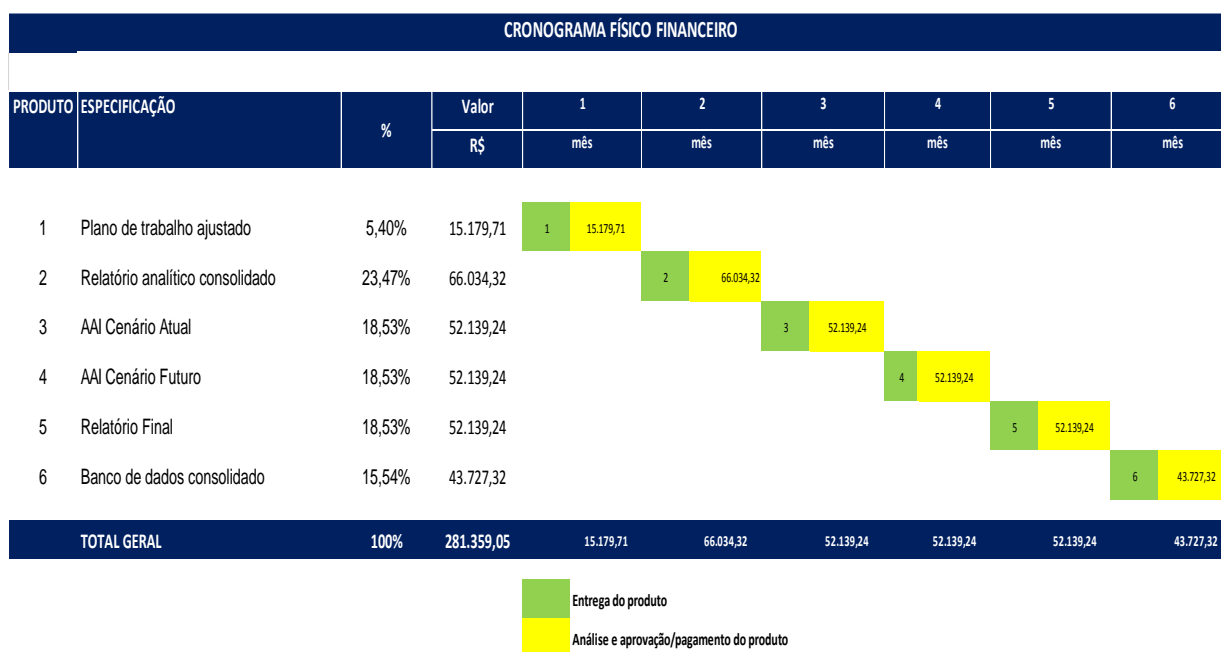 CRONOGRAMA FÍSICO FINANCEIRO
PRODUTO ESPECIFICAÇÃO % Valor 1 2 3 4 5 6
R$ mês mês mês mês mês mês
1 Plano de trabalho ajustado 5,40% 15.179,71 1 15.179,71
2 Relatório analítico consolidado 23,47% 66.034,32 2 66.034,32
3 AAI Cenário Atual 18,53% 52.139,24 3 52.139,24
4 AAI Cenário Futuro 18,53% 52.139,24 4 52.139,24
5 Relatório Final 18,53% 52.139,24 5 52.139,24
6 Banco de dados consolidado 15,54% 43.727,32 6 43.727,32
TOTAL GERAL 100% 281.359,05 15.179,71 66.034,32 52.139,24 52.139,24 52.139,24 43.727,32
Entrega do produto
Análise e aprovação/pagamento do produto